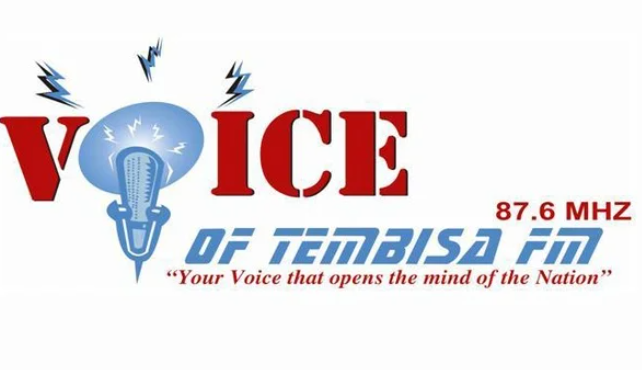 VOICE
87.6 MHZ
OF TEMBISA FM
“Your Voice that opens the mind of the Nation”